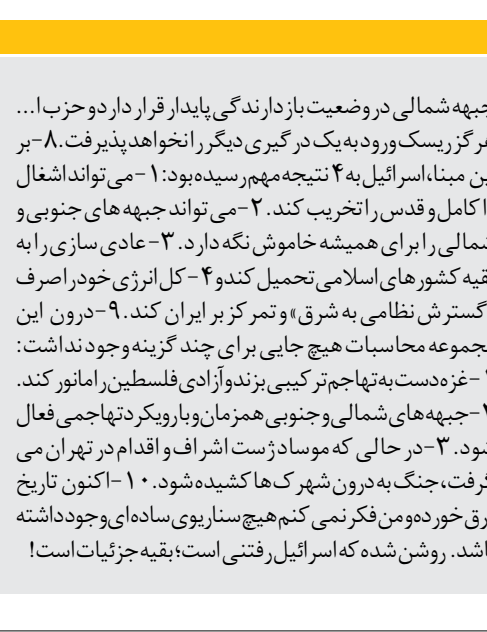 جبهه شمالی در وضعیت بازدارندگی پایدار قرار دارد و حزب ا...
هرگز ریسک ورود به یک درگیری دیگر را نخواهد پذیرفت. ۸-بر
این مبنا، اسرائیل به ۴ نتیجه مهم رسیده بود: ۱-می تواند اشغال
را کامل و قدس را تخریب کند. ۲-می تواند جبهه های جنوبی و
شمالی را برای همیشه خاموش نگه دارد. ۳-عادی سازی را به
بقیه کشورهای اسلامی تحمیل کند و ۴-کل انرژی خود را صرف
گسترش نظامی به شرق» و تمرکز بر ایران کند. ۹-درون این
مجموعه محاسبات هیچ جایی برای چند گزینه وجود نداشت:
۱-غزه دست به تهاجم ترکیبی بزند و آزادی فلسطین را مانور کند.
۲-جبهه های شمالی و جنوبی همزمان و با رویکرد تهاجمی فعال
شود. ۳-در حالی که موساد ژست اشراف و اقدام در تهران می
گرفت، جنگ به درون شهرک ها کشیده شود. ۱۰-اکنون تاریخ
ورق خورده و من فکر نمی کنم هیچ سناریوی ساده ای وجود داشته
باشد. روشن شده که اسرائیل رفتنی است؛ بقیه جزئیات است!